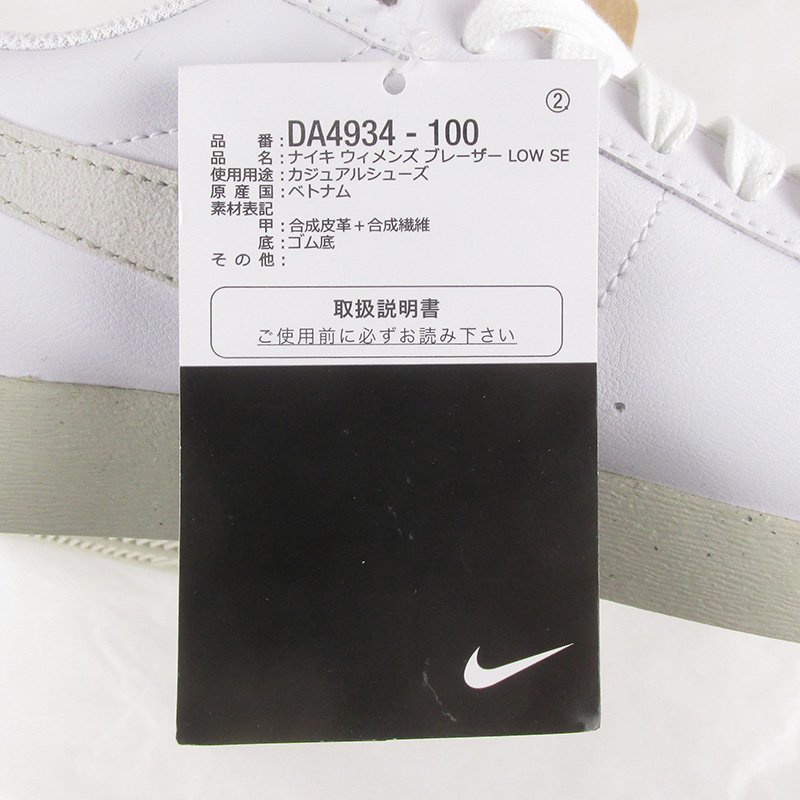 ②
品番:DA4934 - 100
品名:ナイキ ウィメンズ ブレーザー LOW SE
使用用途:カジュアルシューズ
原産国:ベトナム
素材表記
甲:合成皮革+合成繊維
底:ゴム底
その他:
取扱説明書
ご使用前に必ずお読み下さい